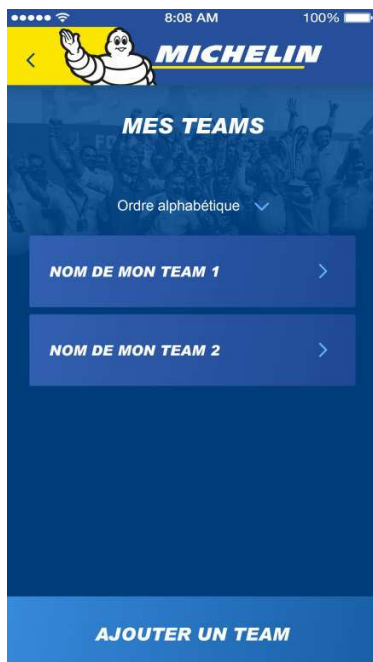 8:08 AM
100%
MICHELIN
MES TEAMS
Ordre alphabétique
NOM DE MON TEAM 1
NOM DE MON TEAM 2
AJOUTER UN TEAM